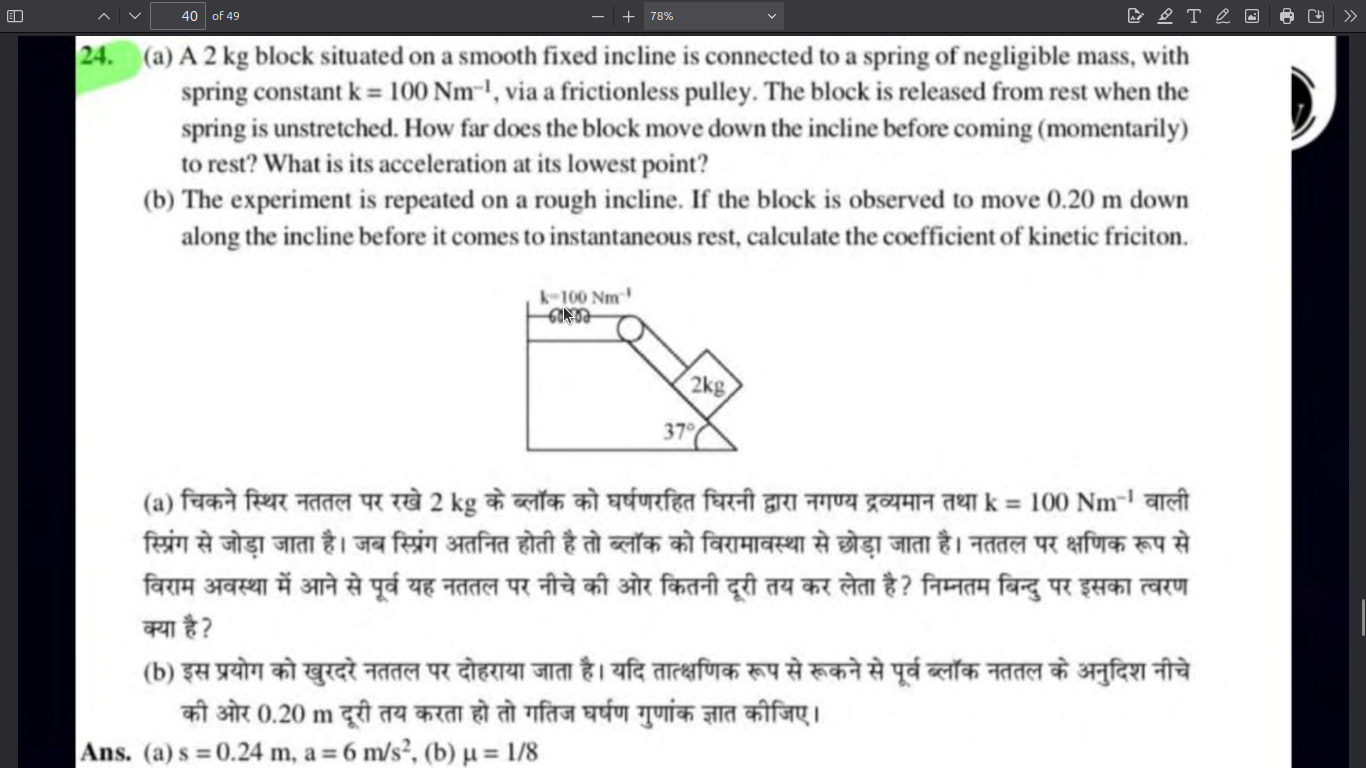 40 of 49
78%
24. (a) A 2 kg block situated on a smooth fixed incline is connected to a spring of negligible mass, with
spring constant k = 100 Nm⁻¹, via a frictionless pulley. The block is released from rest when the
spring is unstretched. How far does the block move down the incline before coming (momentarily)
to rest? What is its acceleration at its lowest point?
(b) The experiment is repeated on a rough incline. If the block is observed to move 0.20 m down
along the incline before it comes to instantaneous rest, calculate the coefficient of kinetic friciton.
k=100 Nm⁻¹
2kg
37°
(a) चिकने स्थिर नततल पर रखे 2 kg के ब्लॉक को घर्षणरहित घिरनी द्वारा नगण्य द्रव्यमान तथा k = 100 Nm⁻¹ वाली
स्प्रिंग से जोड़ा जाता है। जब स्प्रिंग अतनित होती है तो ब्लॉक को विरामावस्था से छोड़ा जाता है। नततल पर क्षणिक रूप से
विराम अवस्था में आने से पूर्व यह नततल पर नीचे की ओर कितनी दूरी तय कर लेता है? निम्नतम बिन्दु पर इसका त्वरण
क्या है?
(b) इस प्रयोग को खुरदरे नततल पर दोहराया जाता है। यदि तात्क्षणिक रूप से रूकने से पूर्व ब्लॉक नततल के अनुदिश नीचे
की ओर 0.20 m दूरी तय करता हो तो गतिज घर्षण गुणांक ज्ञात कीजिए।
Ans. (a) s = 0.24 m, a = 6 m/s², (b) μ = 1/8